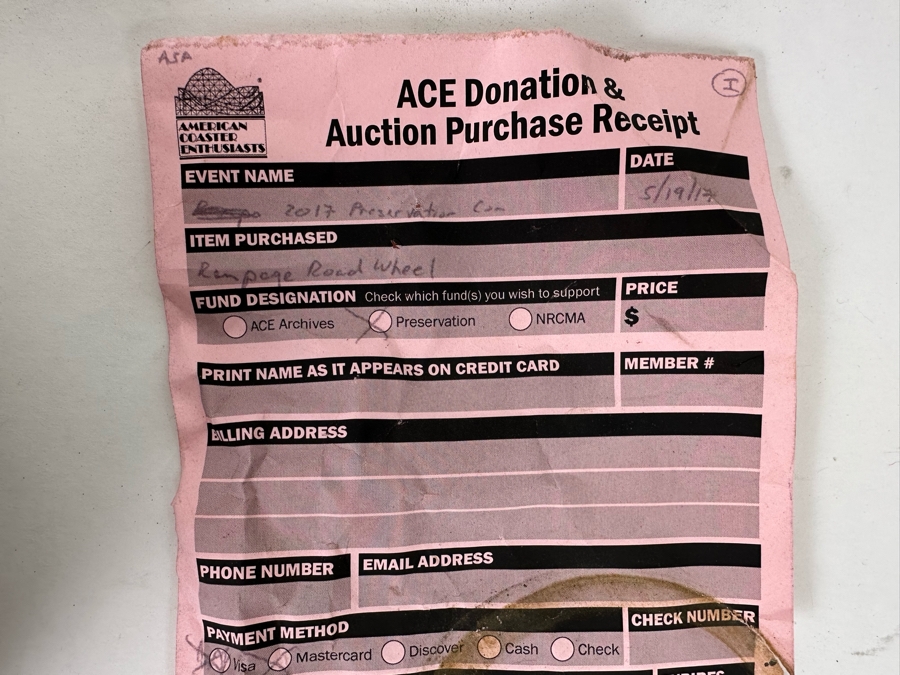 ASA
I
AMERICAN
COASTER
ENTHUSIASTS
®
ACE Donation &
Auction Purchase Receipt
EVENT NAME
DATE
2017 Preservation Con
5/19/17
ITEM PURCHASED
Rampage Road Wheel
FUND DESIGNATION Check which fund(s) you wish to support
PRICE
ACE Archives Preservation NRCMA
$
PRINT NAME AS IT APPEARS ON CREDIT CARD
MEMBER #
BILLING ADDRESS
PHONE NUMBER
EMAIL ADDRESS
PAYMENT METHOD
CHECK NUMBER
Visa Mastercard Discover Cash Check